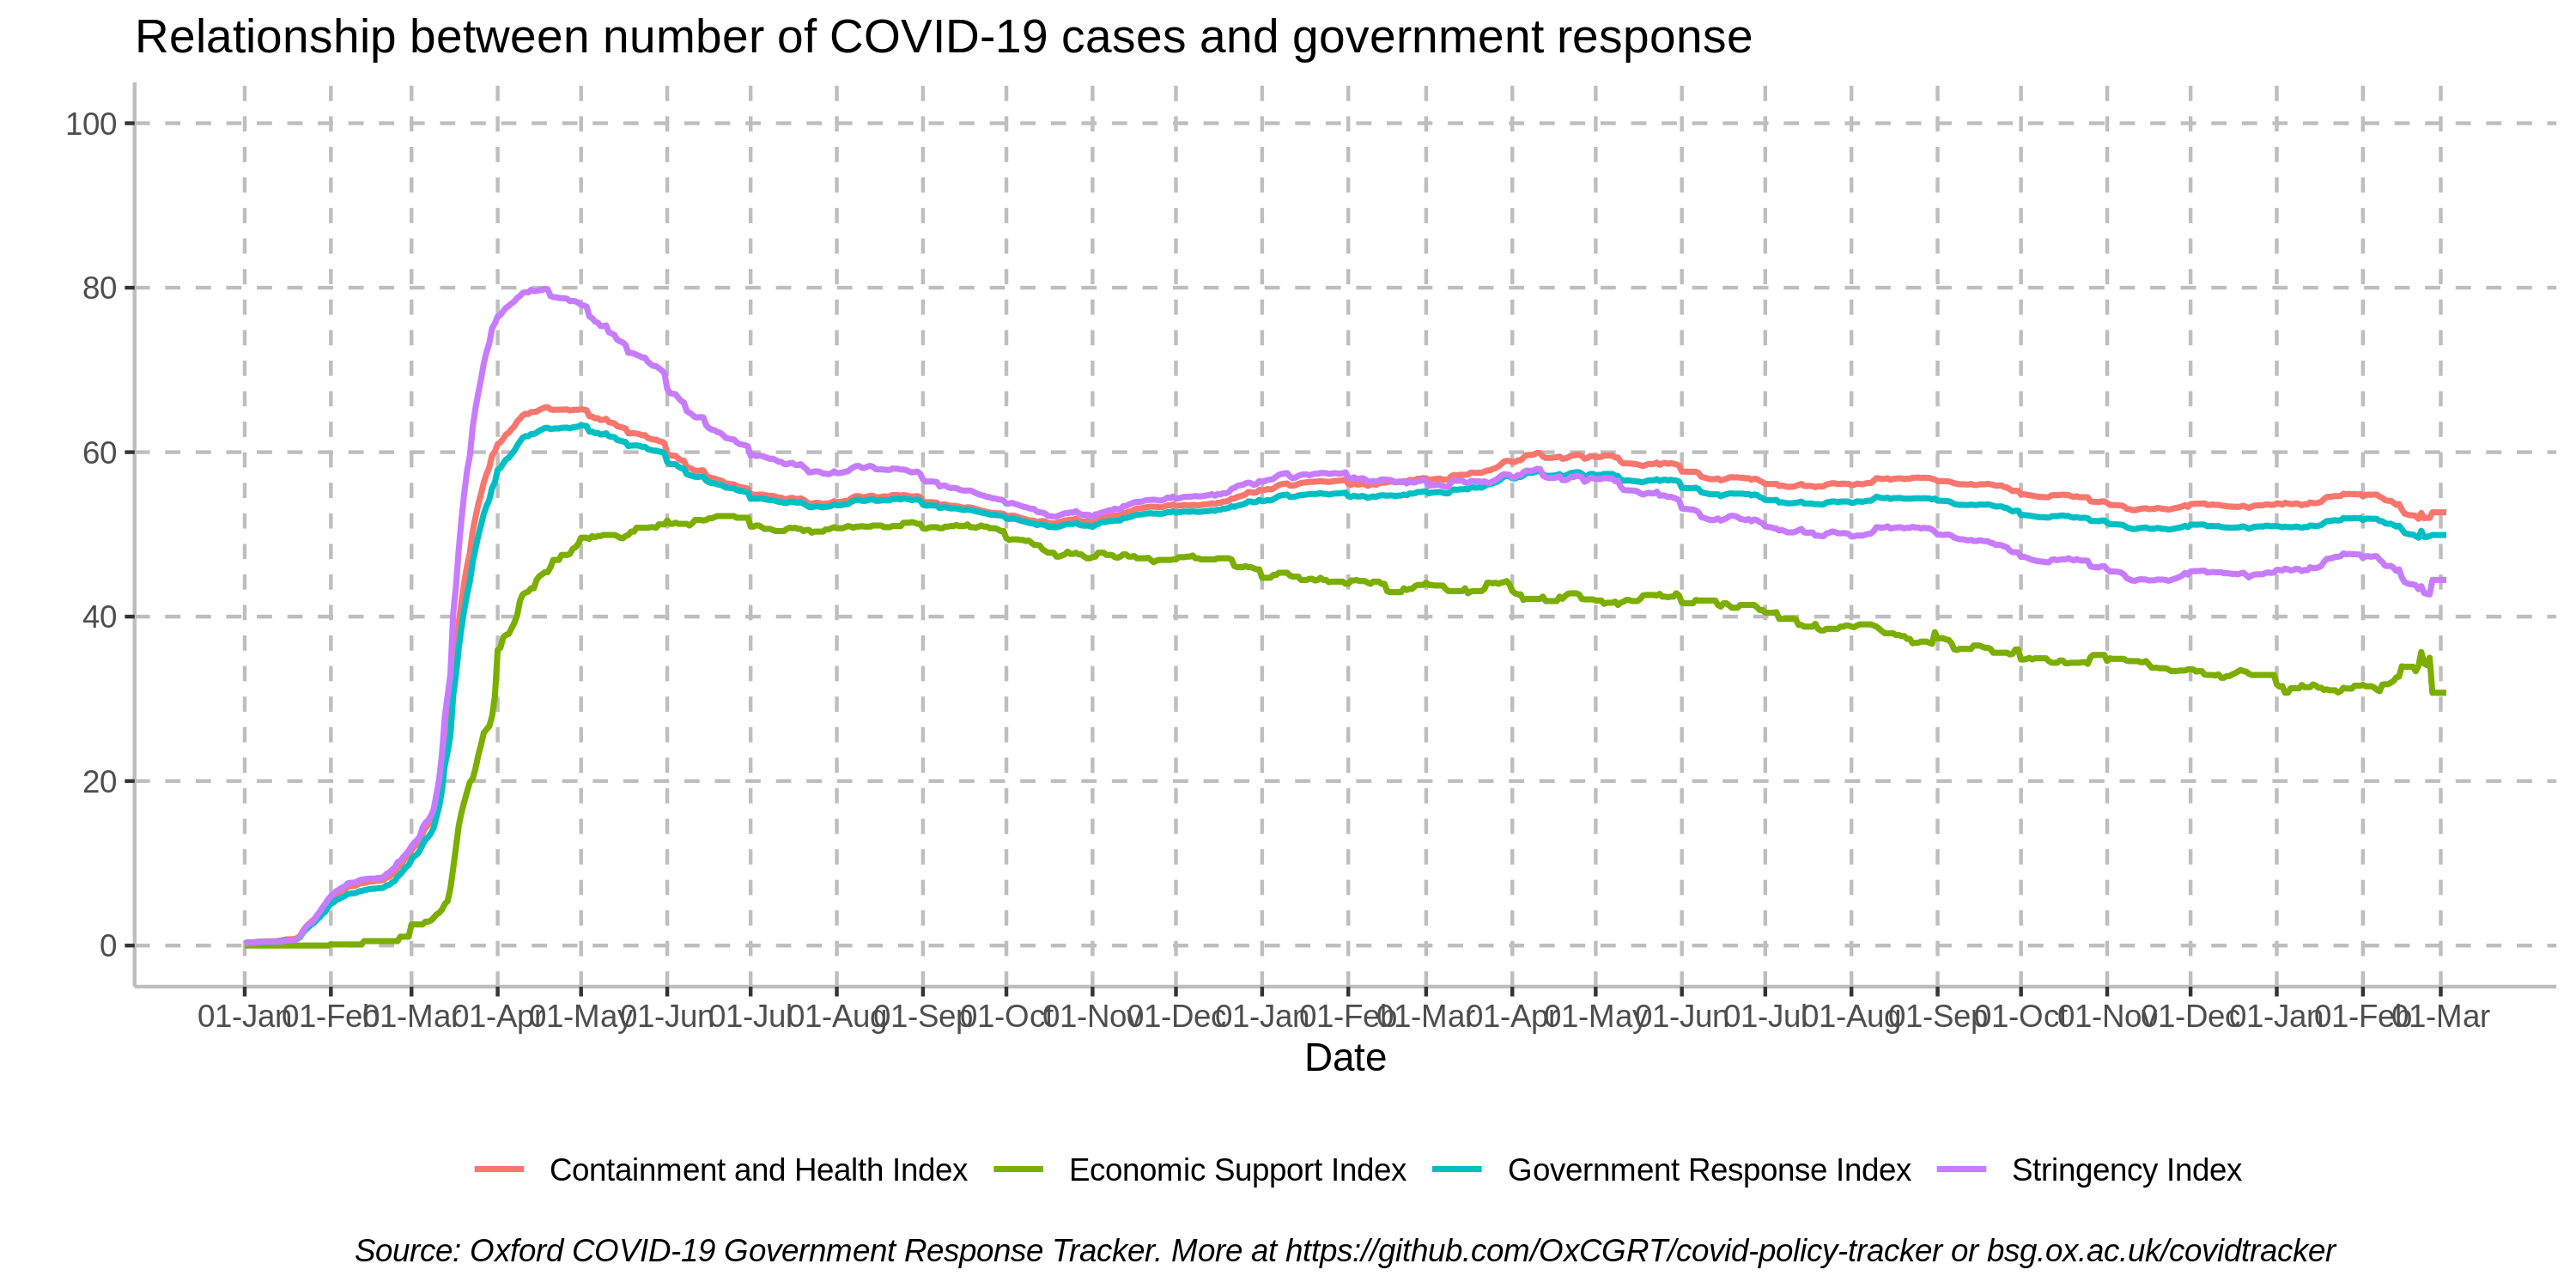 Relationship between number of COVID-19 cases and government response
100
80
60
40
20
0
01-Jan 01-Feb 01-Mar 01-Apr 01-May 01-Jun 01-Jul 01-Aug 01-Sep 01-Oct 01-Nov 01-Dec 01-Jan 01-Feb 01-Mar 01-Apr 01-May 01-Jun 01-Jul 01-Aug 01-Sep 01-Oct 01-Nov 01-Dec 01-Jan 01-Feb 01-Mar
Date
Containment and Health Index Economic Support Index Government Response Index Stringency Index
Source: Oxford COVID-19 Government Response Tracker. More at https://github.com/OxCGRT/covid-policy-tracker or bsg.ox.ac.uk/covidtracker